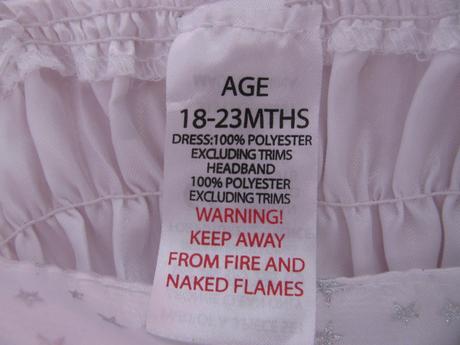 AGE
18-23MTHS
DRESS:100% POLYESTER
EXCLUDING TRIMS
HEADBAND
100% POLYESTER
EXCLUDING TRIMS
WARNING!
KEEP AWAY
FROM FIRE AND
NAKED FLAMES